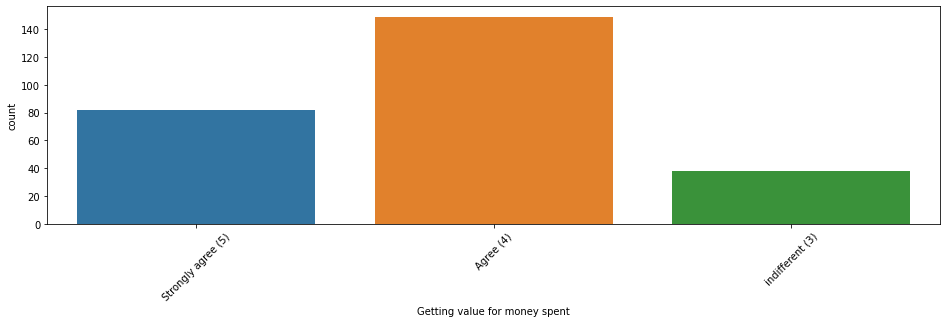 140
120
100
80
60
40
20
0
count
Strongly agree (5)
Agree (4)
indifferent (3)
Getting value for money spent